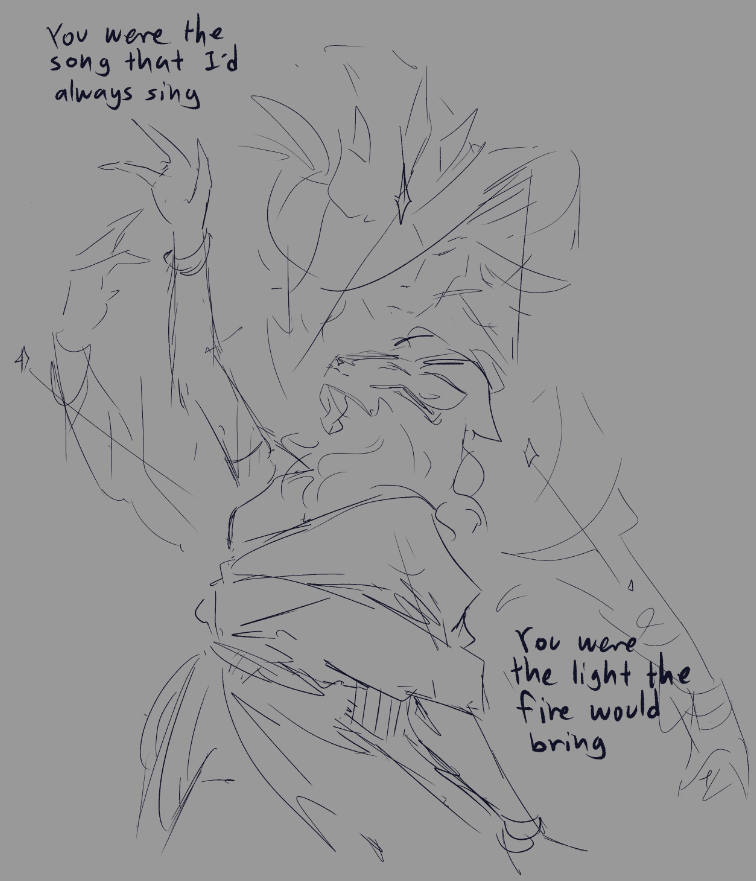 You were the
song that I'd
always sing
You were
the light the
fire would
bring